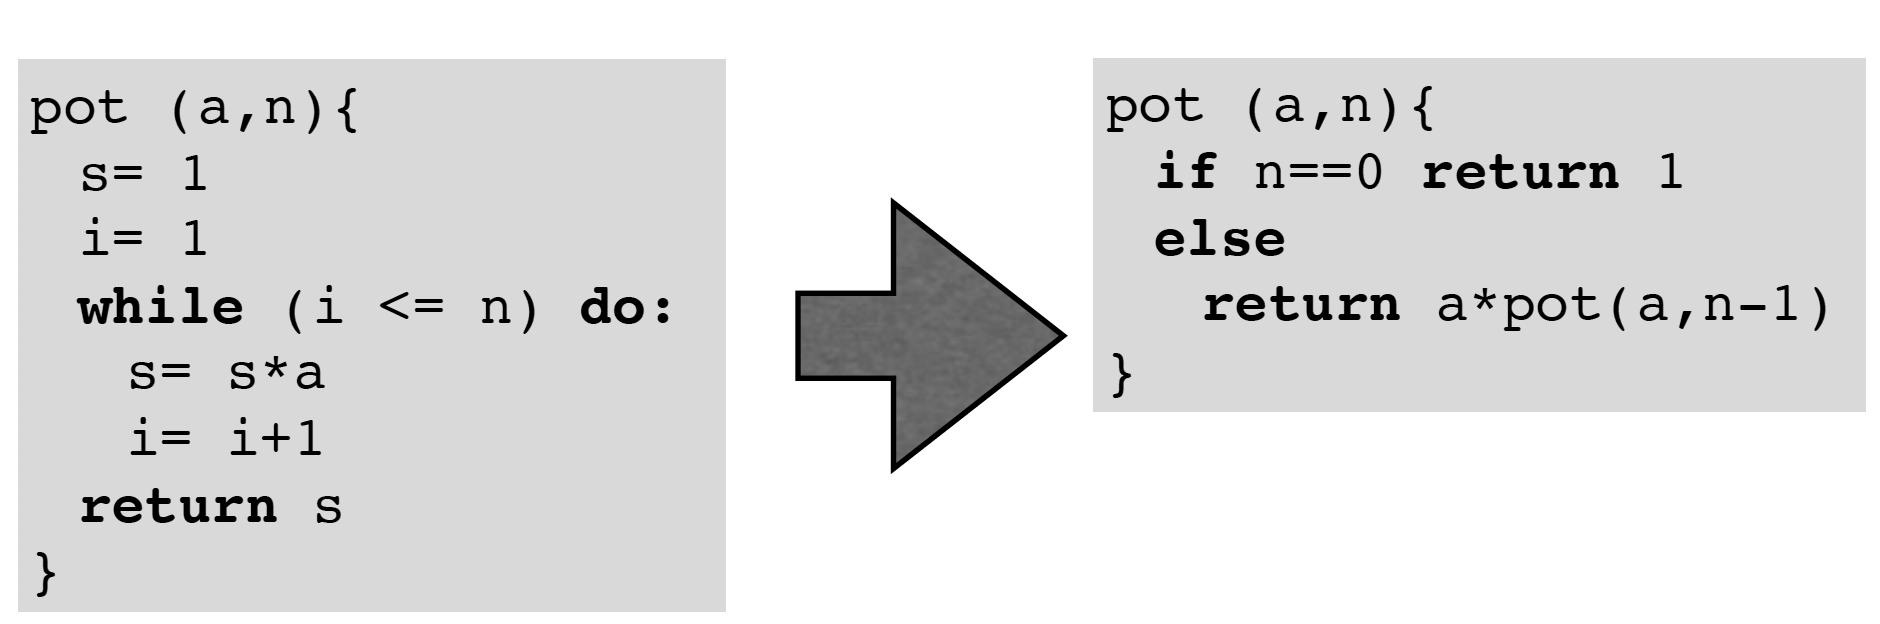 pot (a,n){
  s= 1
  i= 1
  while (i <= n) do:
    s= s*a
    i= i+1
  return s
}
pot (a,n){
  if n==0 return 1
  else
    return a*pot(a,n-1)
}